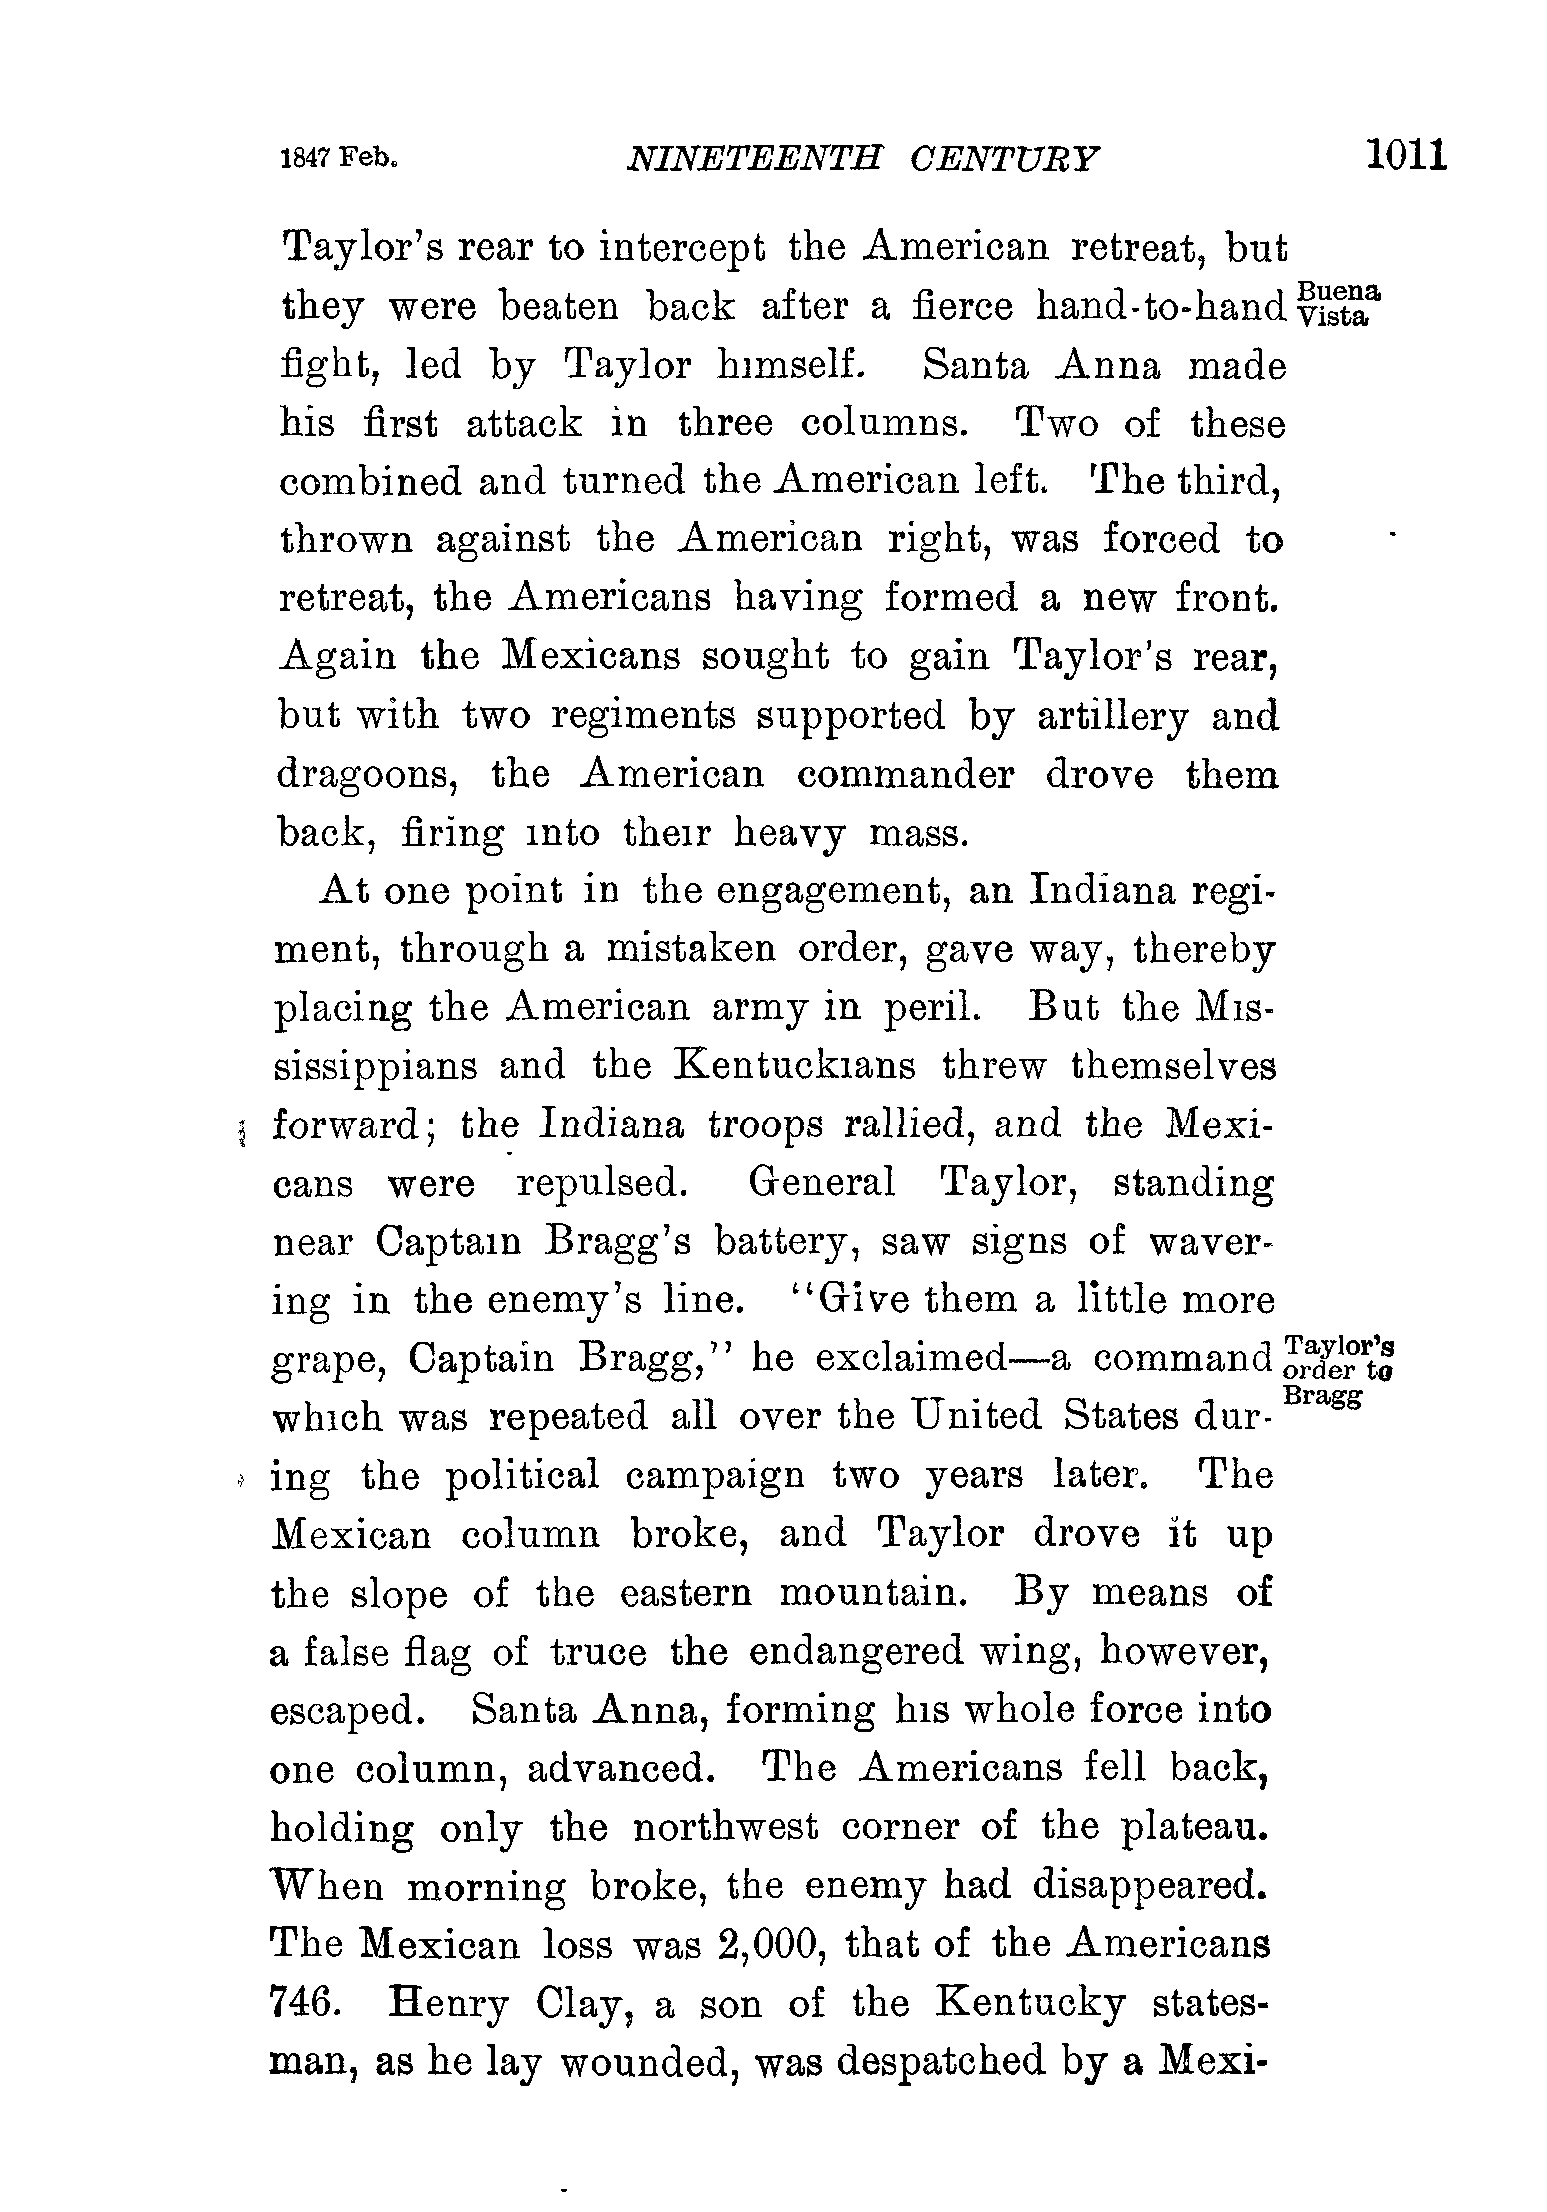 1847 Feb. NINETEENTH CENTURY 1011
Taylor's rear to intercept the American retreat, but
they were beaten back after a fierce hand-to-hand
Buena
Vista
fight, led by Taylor himself. Santa Anna made
his first attack in three columns. Two of these
combined and turned the American left. The third,
thrown against the American right, was forced to
retreat, the Americans having formed a new front.
Again the Mexicans sought to gain Taylor's rear,
but with two regiments supported by artillery and
dragoons, the American commander drove them
back, firing into their heavy mass.
At one point in the engagement, an Indiana regi-
ment, through a mistaken order, gave way, thereby
placing the American army in peril. But the Mis-
sissippians and the Kentuckians threw themselves
forward; the Indiana troops rallied, and the Mexi-
cans were repulsed. General Taylor, standing
near Captain Bragg's battery, saw signs of waver-
ing in the enemy's line. "Give them a little more
grape, Captain Bragg," he exclaimed—a command
Taylor's
order to
Bragg
which was repeated all over the United States dur-
ing the political campaign two years later. The
Mexican column broke, and Taylor drove it up
the slope of the eastern mountain. By means of
a false flag of truce the endangered wing, however,
escaped. Santa Anna, forming his whole force into
one column, advanced. The Americans fell back,
holding only the northwest corner of the plateau.
When morning broke, the enemy had disappeared.
The Mexican loss was 2,000, that of the Americans
746. Henry Clay, a son of the Kentucky states-
man, as he lay wounded, was despatched by a Mexi-